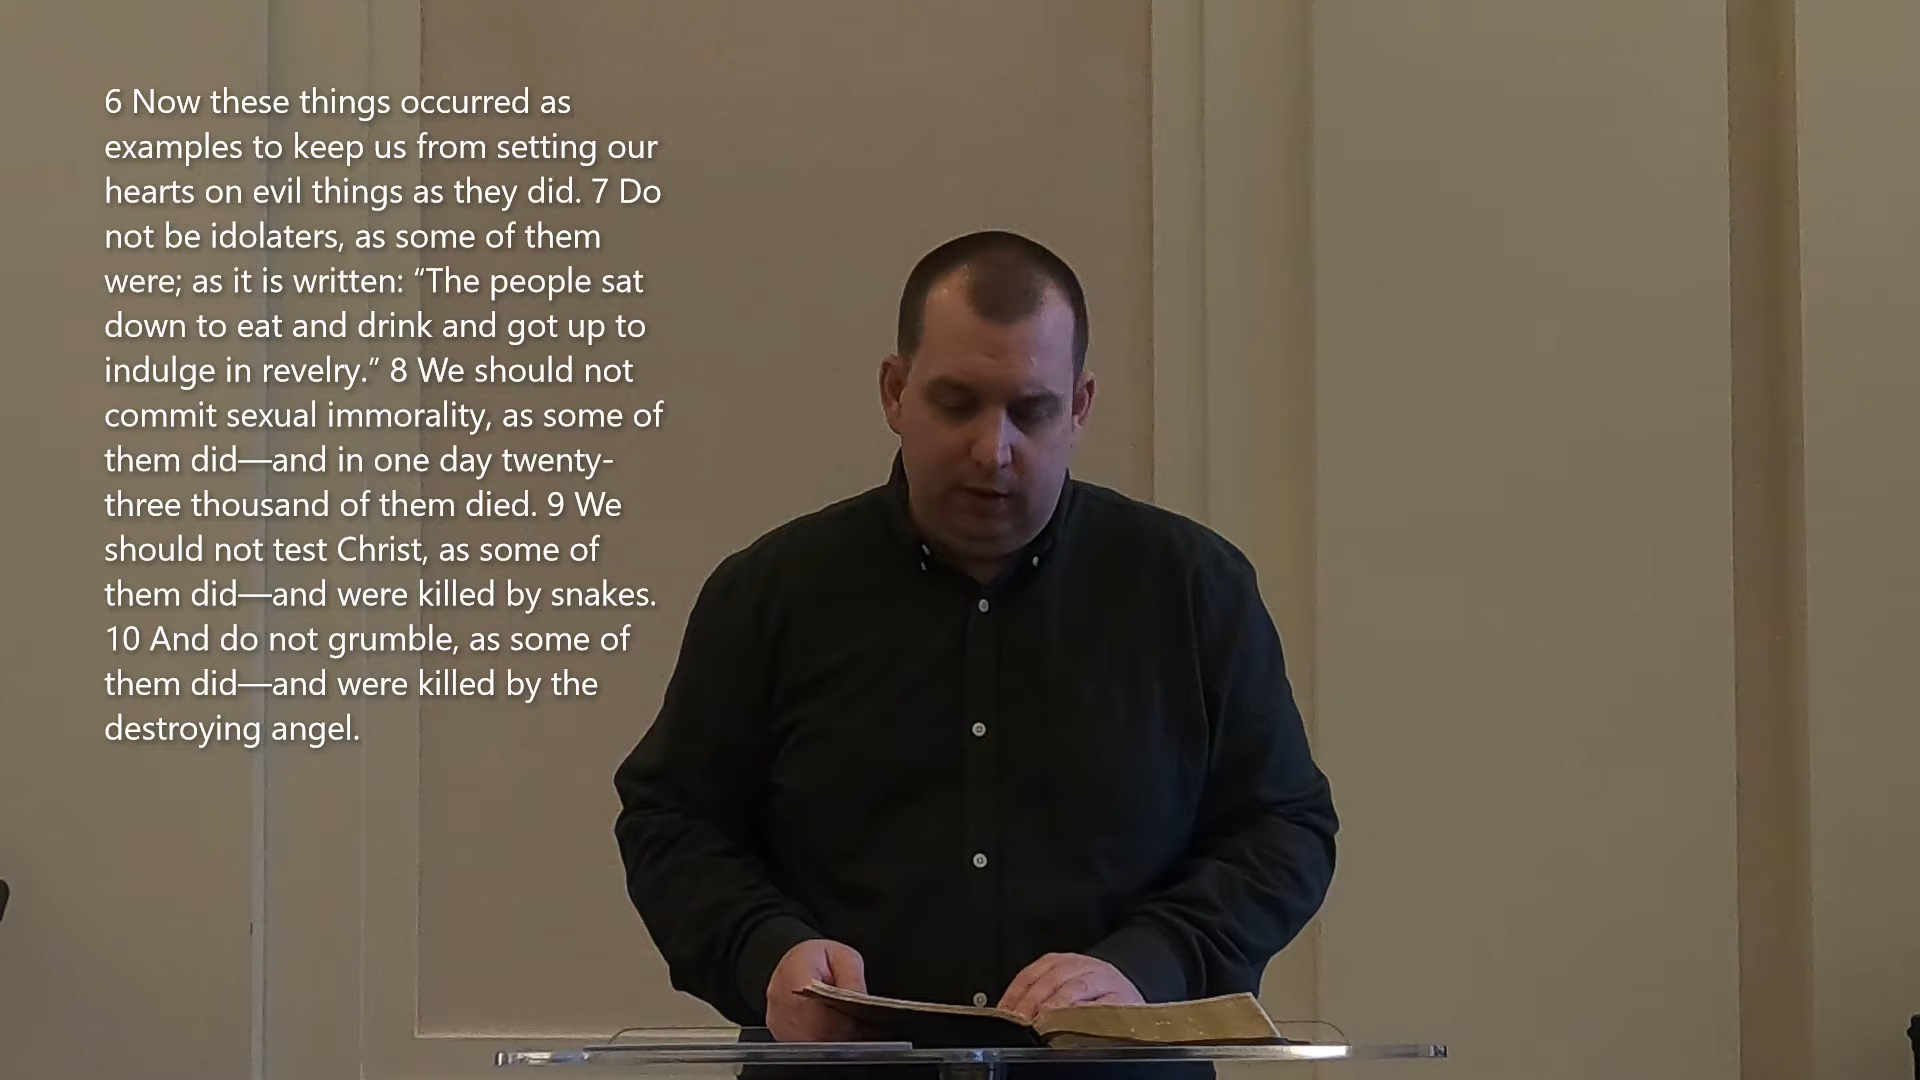 6 Now these things occurred as
examples to keep us from setting our
hearts on evil things as they did. 7 Do
not be idolaters, as some of them
were; as it is written: “The people sat
down to eat and drink and got up to
indulge in revelry.” 8 We should not
commit sexual immorality, as some of
them did—and in one day twenty-
three thousand of them died. 9 We
should not test Christ, as some of
them did—and were killed by snakes.
10 And do not grumble, as some of
them did—and were killed by the
destroying angel.